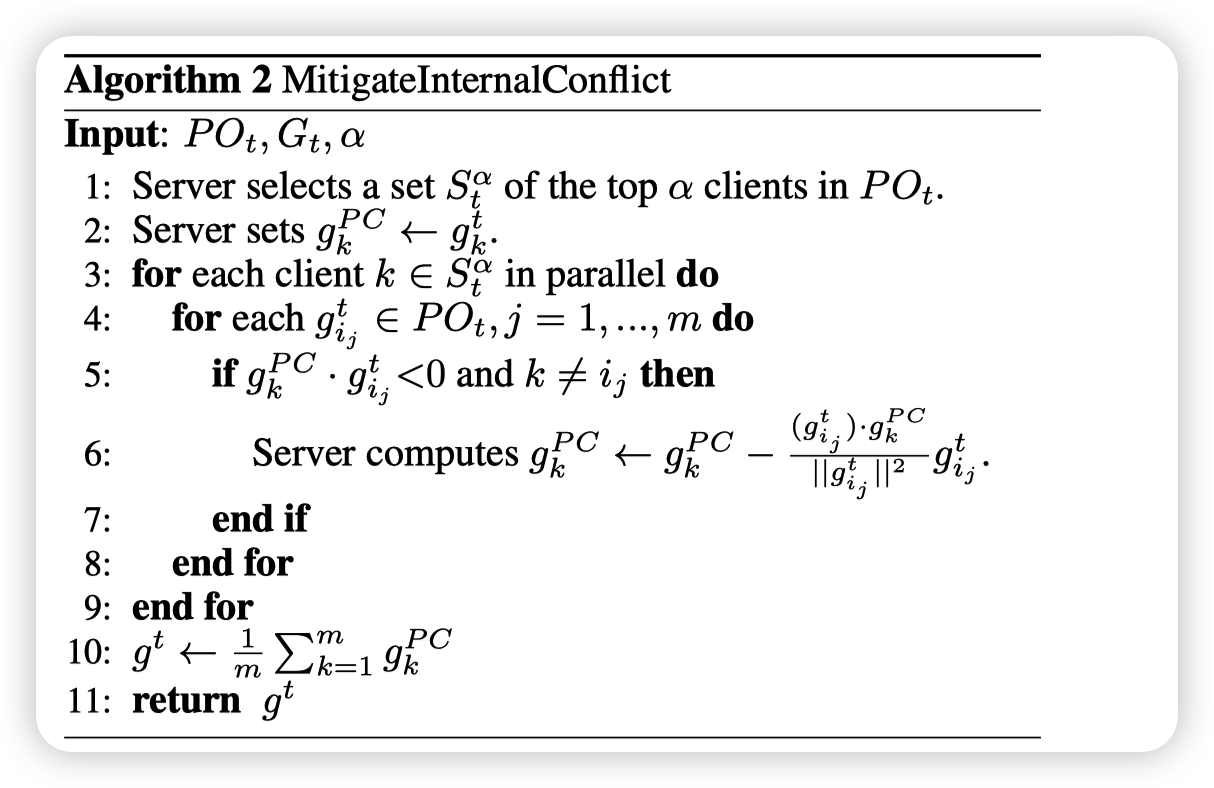 Algorithm 2 MitigateInternalConflict
Input: $PO_t, G_t, \alpha$
1: Server selects a set $S_t^{\alpha}$ of the top $\alpha$ clients in $PO_t$.
2: Server sets $g_k^{PC} \leftarrow g_k^t$.
3: for each client $k \in S_t^{\alpha}$ in parallel do
4: for each $g_{i_j}^t \in PO_t, j = 1, ..., m$ do
5: if $g_k^{PC} \cdot g_{i_j}^t < 0$ and $k \neq i_j$ then
6: Server computes $g_k^{PC} \leftarrow g_k^{PC} - \frac{(g_{i_j}^t) \cdot g_k^{PC}}{||g_{i_j}^t||^2} g_{i_j}^t$.
7: end if
8: end for
9: end for
10: $g^t \leftarrow \frac{1}{m} \sum_{k=1}^{m} g_k^{PC}$
11: return $g^t$